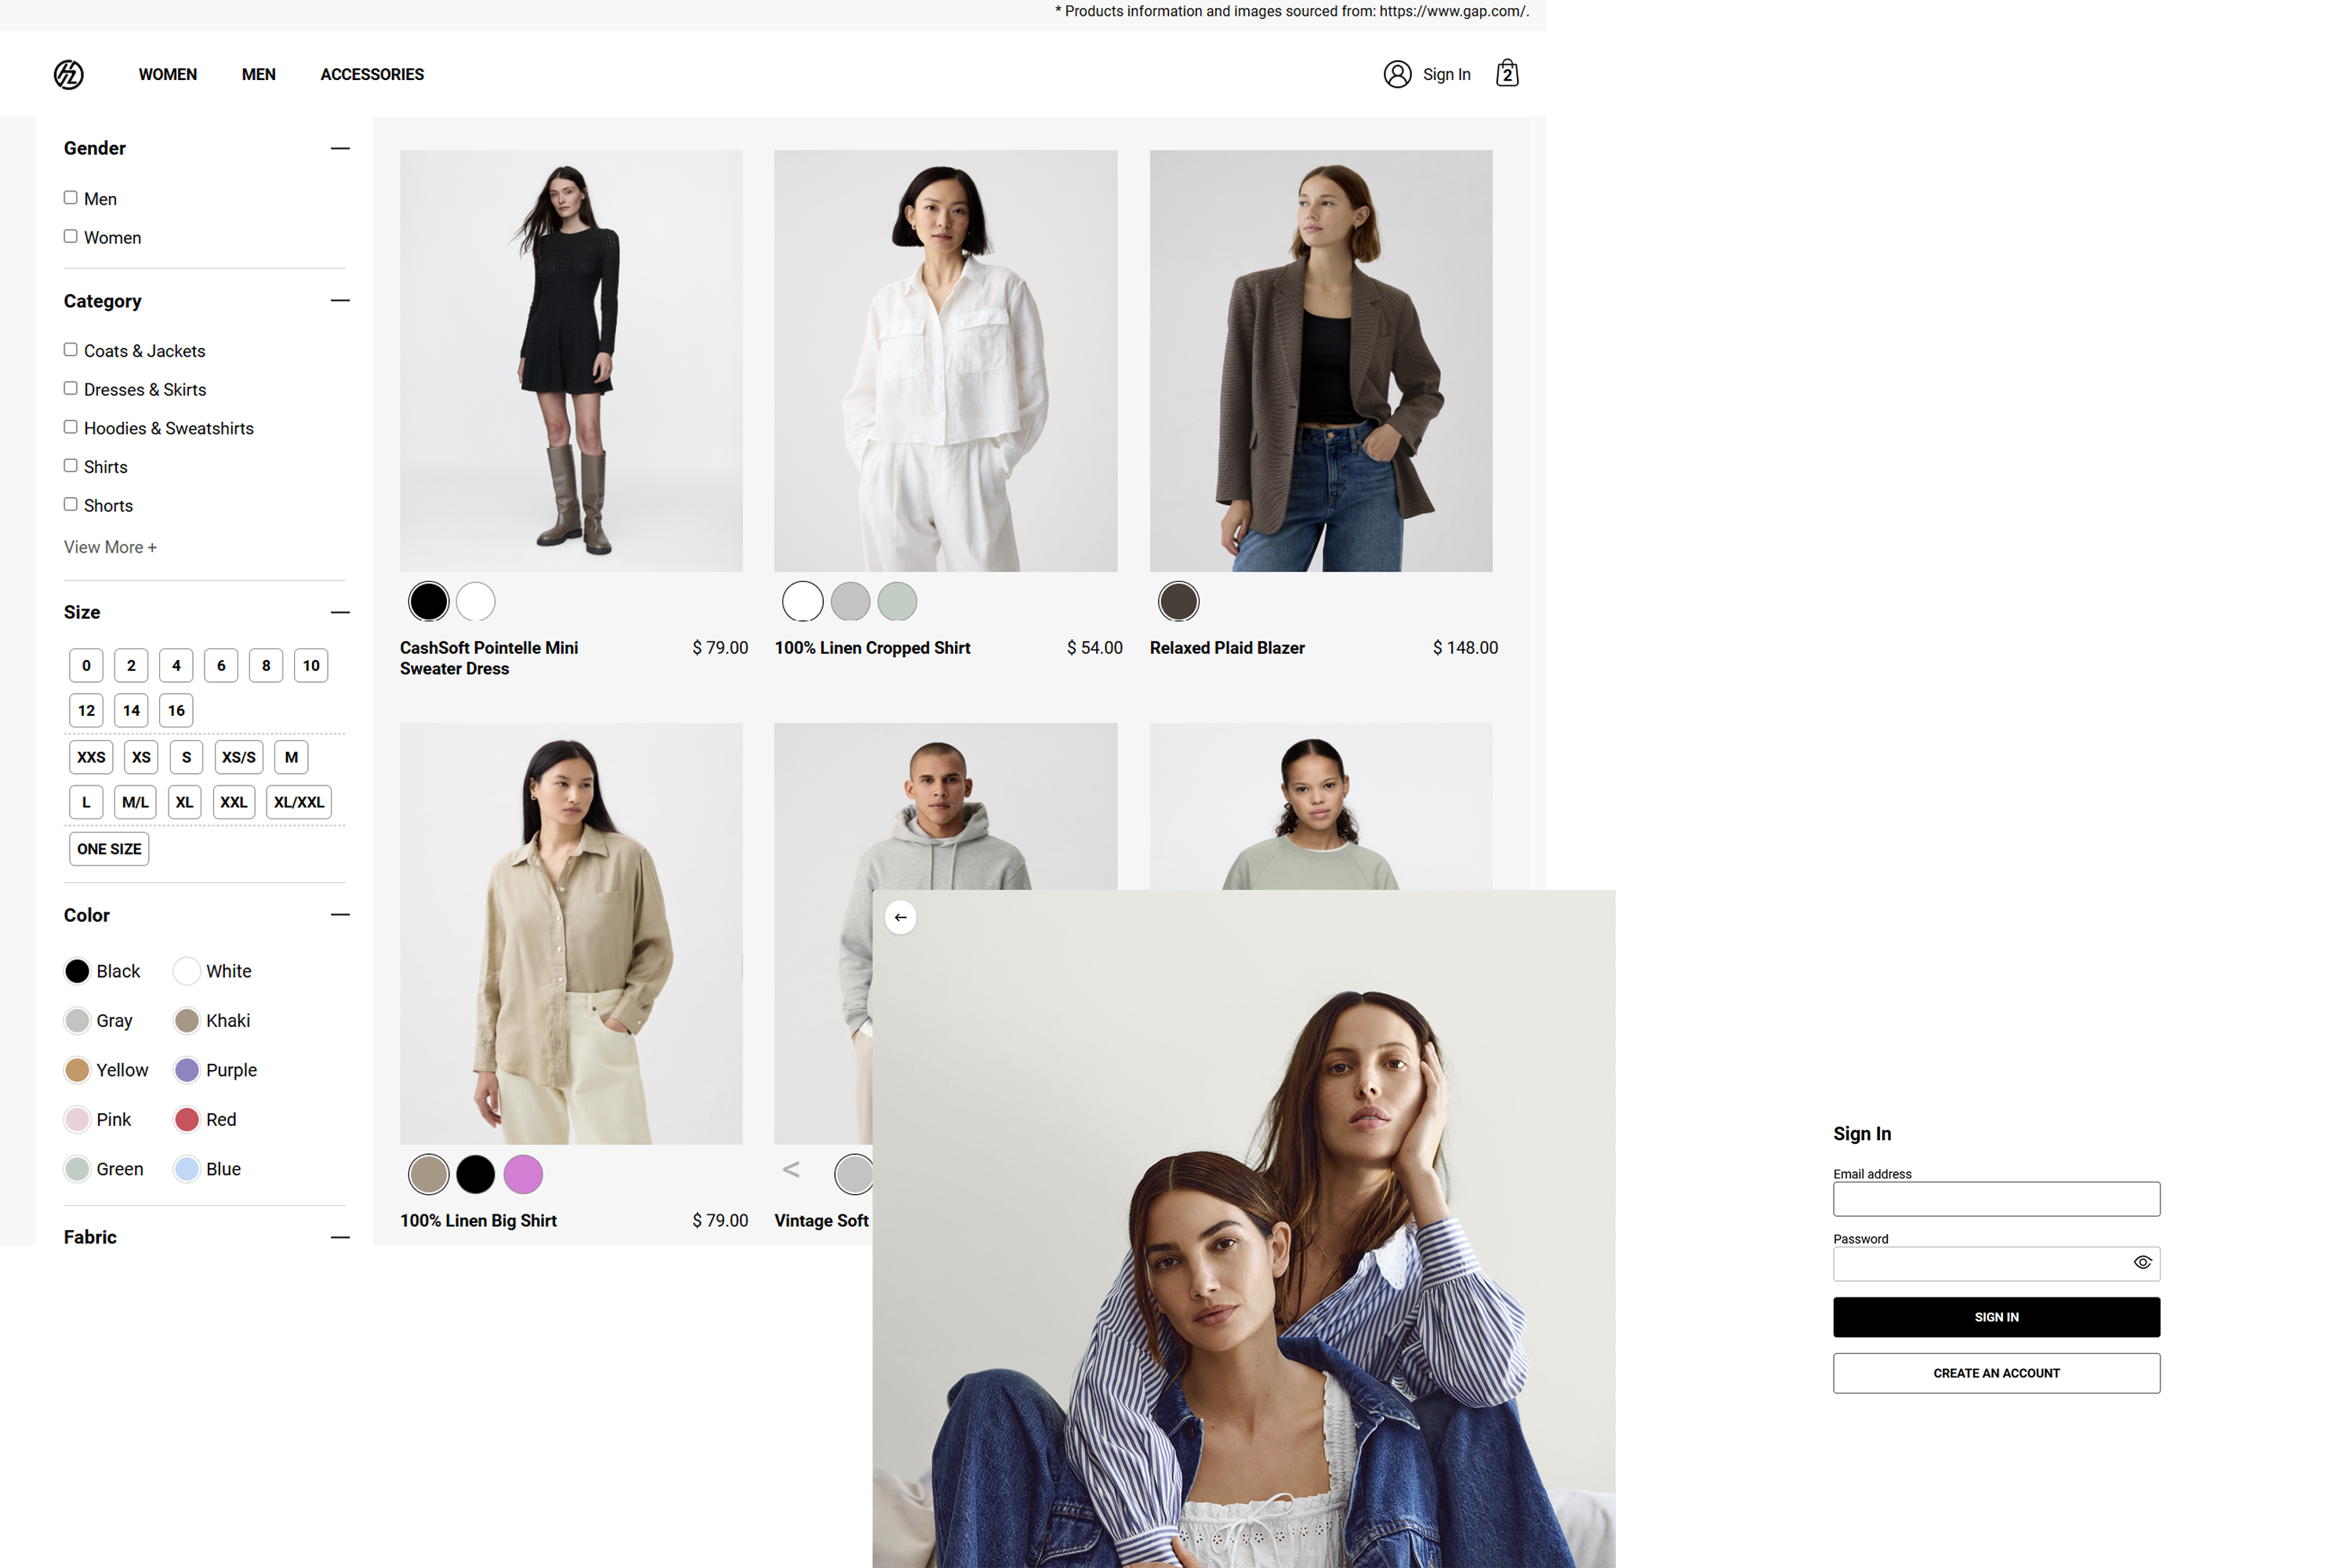 * Products information and images sourced from: https://www.gap.com/.
WOMEN MEN ACCESSORIES Sign In 2
Gender
Men
Women
Category
Coats & Jackets
Dresses & Skirts
Hoodies & Sweatshirts
Shirts
Shorts
View More +
Size
0 2 4 6 8 10
12 14 16
XXS XS S XS/S M
L M/L XL XXL XL/XXL
ONE SIZE
Color
Black White
Gray Khaki
Yellow Purple
Pink Red
Green Blue
Fabric
CashSoft Pointelle Mini $ 79.00
Sweater Dress
100% Linen Cropped Shirt $ 54.00
Relaxed Plaid Blazer $ 148.00
100% Linen Big Shirt $ 79.00
<
Vintage Soft
Sign In
Email address
Password
SIGN IN
CREATE AN ACCOUNT